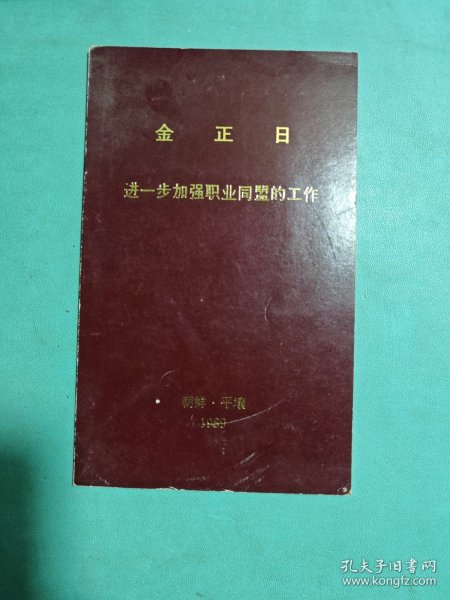 金 正 日
进一步加强职业同盟的工作
朝鲜·平壤
1989
孔夫子旧书网
www.kongfz.com